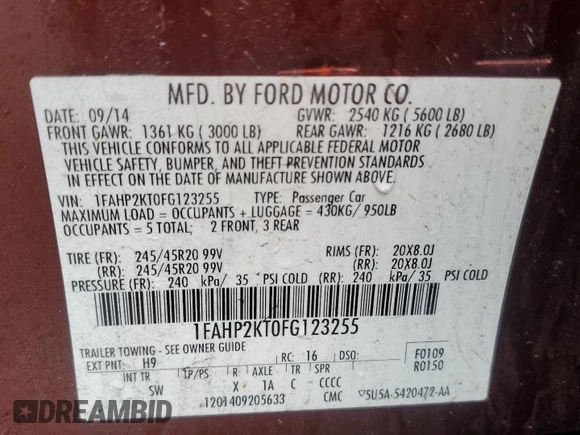 MFD. BY FORD MOTOR CO.
DATE: 09/14 GVWR: 2540 KG ( 5600 LB)
FRONT GAWR: 1361 KG ( 3000 LB) REAR GAWR: 1216 KG ( 2680 LB)
THIS VEHICLE CONFORMS TO ALL APPLICABLE FEDERAL MOTOR
VEHICLE SAFETY, BUMPER, AND THEFT PREVENTION STANDARDS
IN EFFECT ON THE DATE OF MANUFACTURE SHOWN ABOVE.
VIN: 1FAHP2KT0FG123255 TYPE: Passenger Car
MAXIMUM LOAD = OCCUPANTS + LUGGAGE = 430KG/ 950LB
OCCUPANTS = 5 TOTAL; 2 FRONT, 3 REAR
TIRE (FR): 245/45R20 99V RIMS (FR): 20X8.0J
(RR): 245/45R20 99V (RR): 20X8.0J
PRESSURE (FR): 240 kPa/ 35 PSI COLD (RR): 240 kPa/ 35 PSI COLD
1FAHP2KT0FG123255
TRAILER TOWING - SEE OWNER GUIDE
EXT PNT: H9 RC: 16 DSO: F0109
R0150
INT TR TP/PS R AXLE TR SPR
SW X 1A C CCCC
1201409205633 CMC 5U5A-5420472-AA
RideSafely